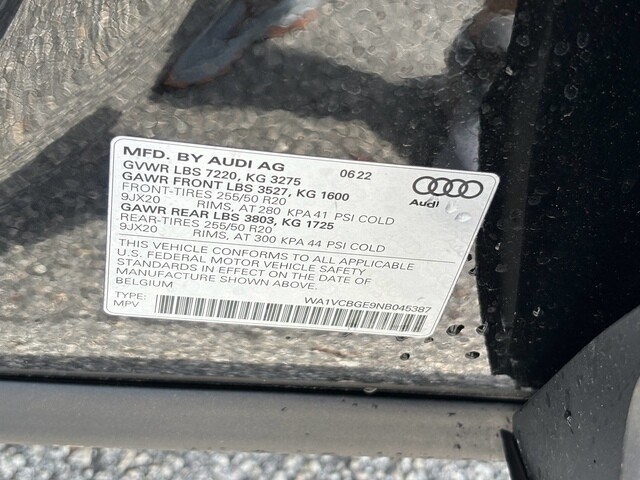 MFD. BY AUDI AG 06 22
GVWR LBS 7220, KG 3275
GAWR FRONT LBS 3527, KG 1600
FRONT-TIRES 255/50 R20
9JX20 RIMS, AT 280 KPA 41 PSI COLD
GAWR REAR LBS 3803, KG 1725
REAR-TIRES 255/50 R20
9JX20 RIMS, AT 300 KPA 44 PSI COLD
THIS VEHICLE CONFORMS TO ALL APPLICABLE
U.S. FEDERAL MOTOR VEHICLE SAFETY
STANDARDS IN EFFECT ON THE DATE OF
MANUFACTURE SHOWN ABOVE.
BELGIUM
WA1VCBGE9NB045387
TYPE:
MPV
Audi